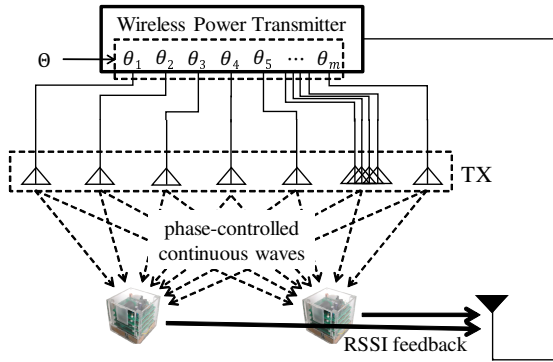 Wireless Power Transmitter
Θ
θ1 θ2 θ3 θ4 θ5 ⋯ θm
TX
phase-controlled
continuous waves
RSSI feedback